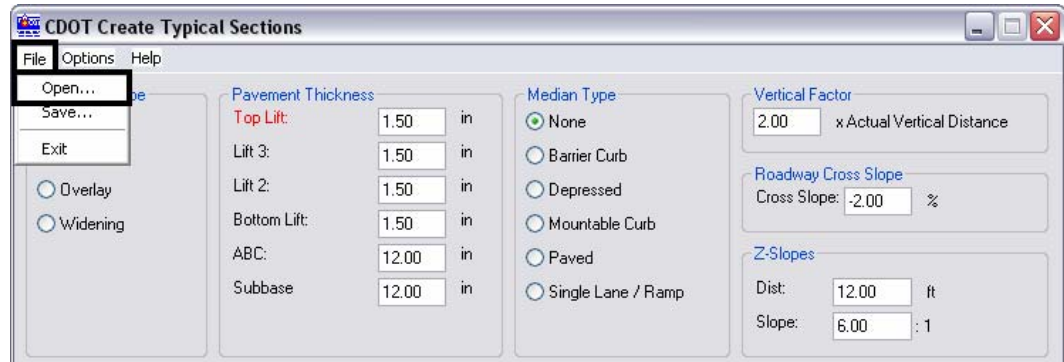 CDOT Create Typical Sections
File Options Help
Open...
Save...
Exit
Overlay
Widening
Pavement Thickness
Top Lift: 1.50 in
Lift 3: 1.50 in
Lift 2: 1.50 in
Bottom Lift: 1.50 in
ABC: 12.00 in
Subbase 12.00 in
Median Type
None
Barrier Curb
Depressed
Mountable Curb
Paved
Single Lane / Ramp
Vertical Factor
2.00 x Actual Vertical Distance
Roadway Cross Slope
Cross Slope: -2.00 %
Z-Slopes
Dist: 12.00 ft
Slope: 6.00 : 1